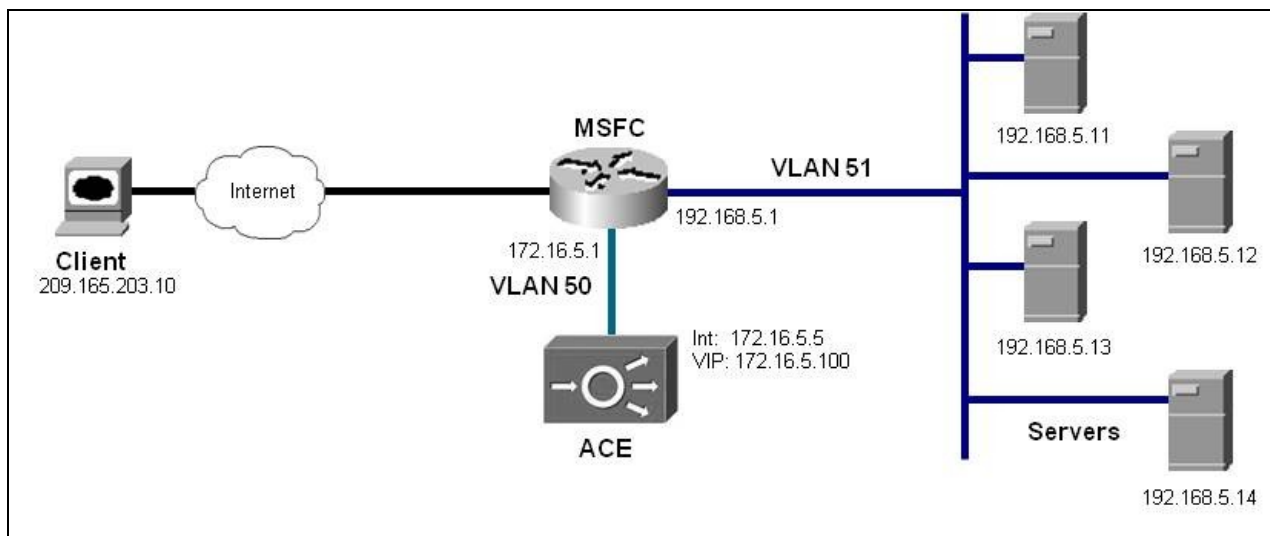 MSFC
VLAN 51
192.168.5.1
172.16.5.1
VLAN 50
Internet
Client
209.165.203.10
Int: 172.16.5.5
VIP: 172.16.5.100
ACE
192.168.5.11
192.168.5.12
192.168.5.13
Servers
192.168.5.14